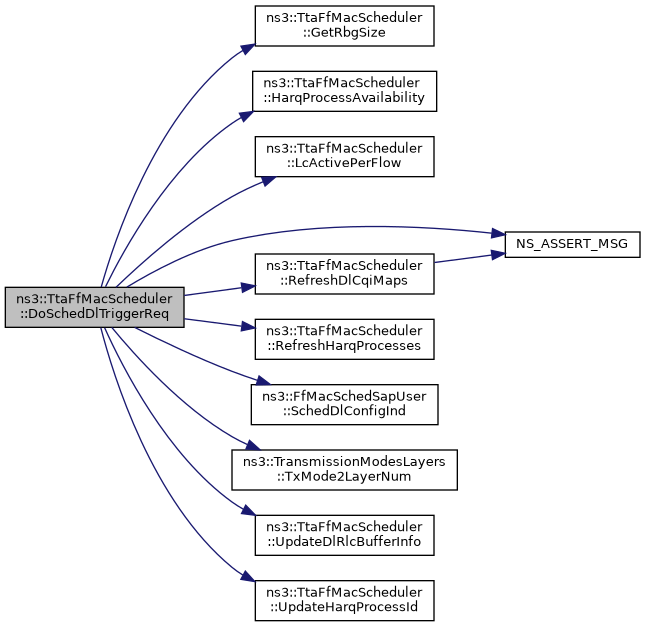 ns3::TtaFfMacScheduler
::GetRbgSize
ns3::TtaFfMacScheduler
::HarqProcessAvailability
ns3::TtaFfMacScheduler
::LcActivePerFlow
NS_ASSERT_MSG
ns3::TtaFfMacScheduler
::RefreshDlCqiMaps
ns3::TtaFfMacScheduler
::DoSchedDlTriggerReq
ns3::TtaFfMacScheduler
::RefreshHarqProcesses
ns3::FfMacSchedSapUser
::SchedDlConfigInd
ns3::TransmissionModesLayers
::TxMode2LayerNum
ns3::TtaFfMacScheduler
::UpdateDlRlcBufferInfo
ns3::TtaFfMacScheduler
::UpdateHarqProcessId